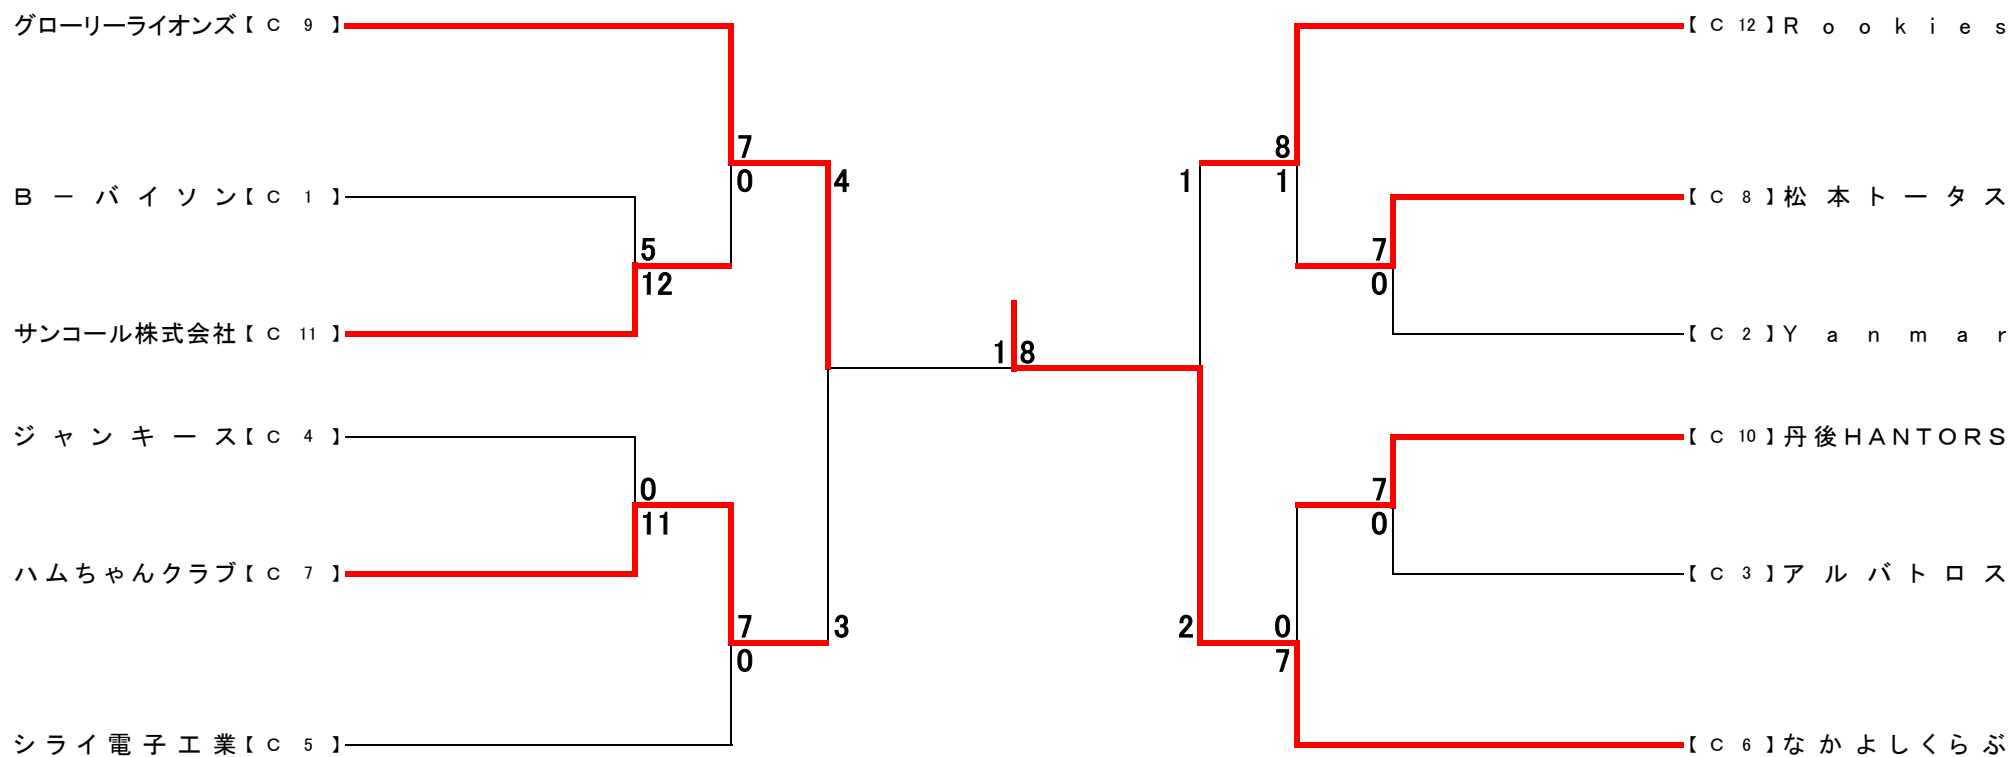 グローリーライオンズ【 C 9 】
【 C 12 】Rookies
7
8
0
4
1
1
B－バイソン【 C 1 】
【 C 8 】松本トータス
5
7
12
0
サンコール株式会社【 C 11 】
【 C 2 】Yanmar
1 8
ジャンキース【 C 4 】
【 C 10 】丹後HANTORS
0
7
11
0
ハムちゃんクラブ【 C 7 】
【 C 3 】アルバトロス
7
3
2
0
0
7
シライ電子工業【 C 5 】
【 C 6 】なかよしくらぶ